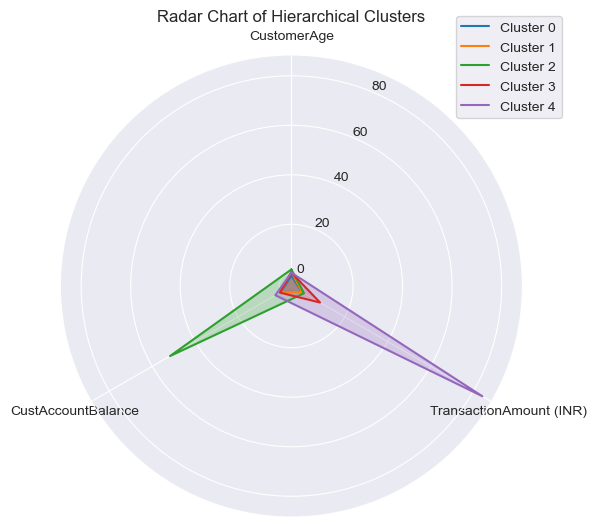 Radar Chart of Hierarchical Clusters
CustomerAge
Cluster 0
Cluster 1
Cluster 2
Cluster 3
Cluster 4
80
60
40
20
0
CustAccountBalance
TransactionAmount (INR)